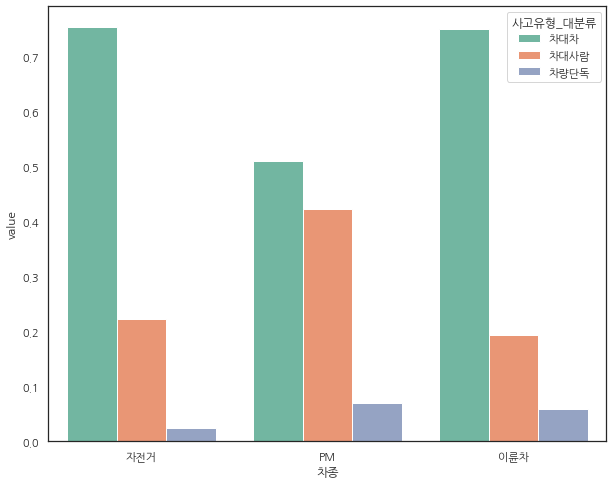 사고유형_대분류
차대차
차대사람
차량단독
0.7
0.6
0.5
0.4
0.3
0.2
0.1
0.0
value
자전거
PM
이륜차
차종